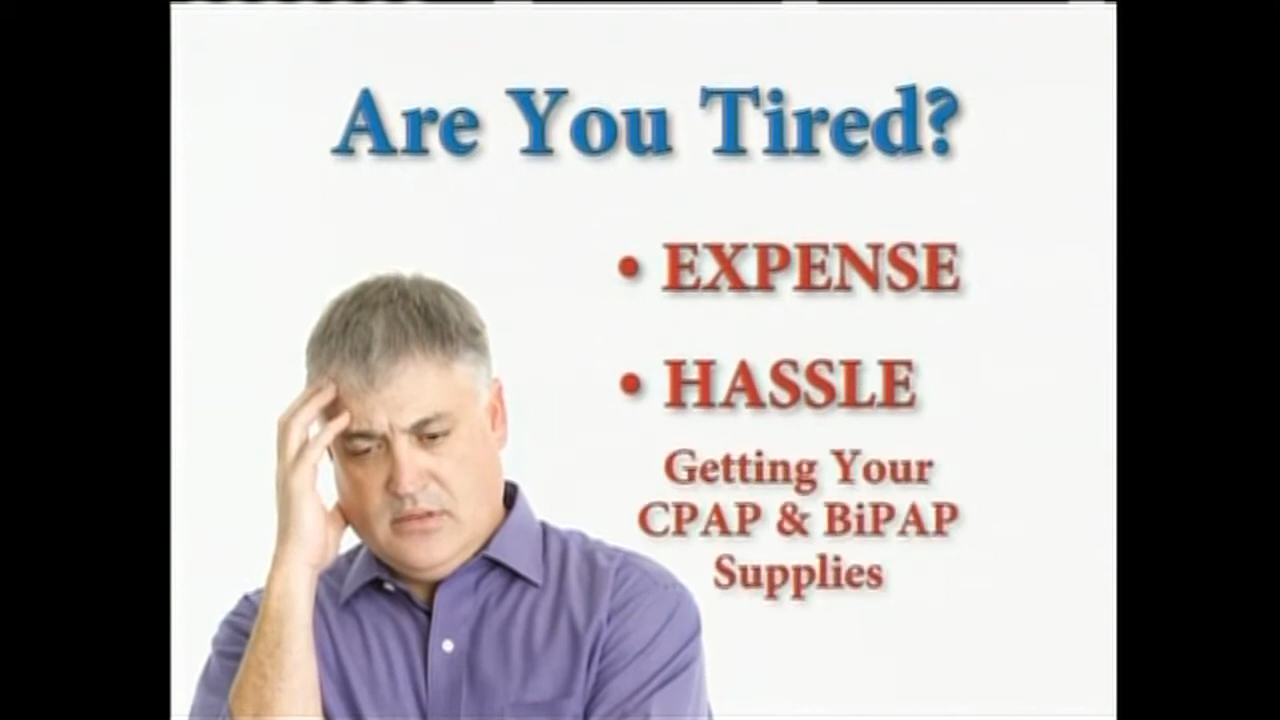 Are You Tired?
• EXPENSE
• HASSLE
Getting Your
CPAP & BiPAP
Supplies